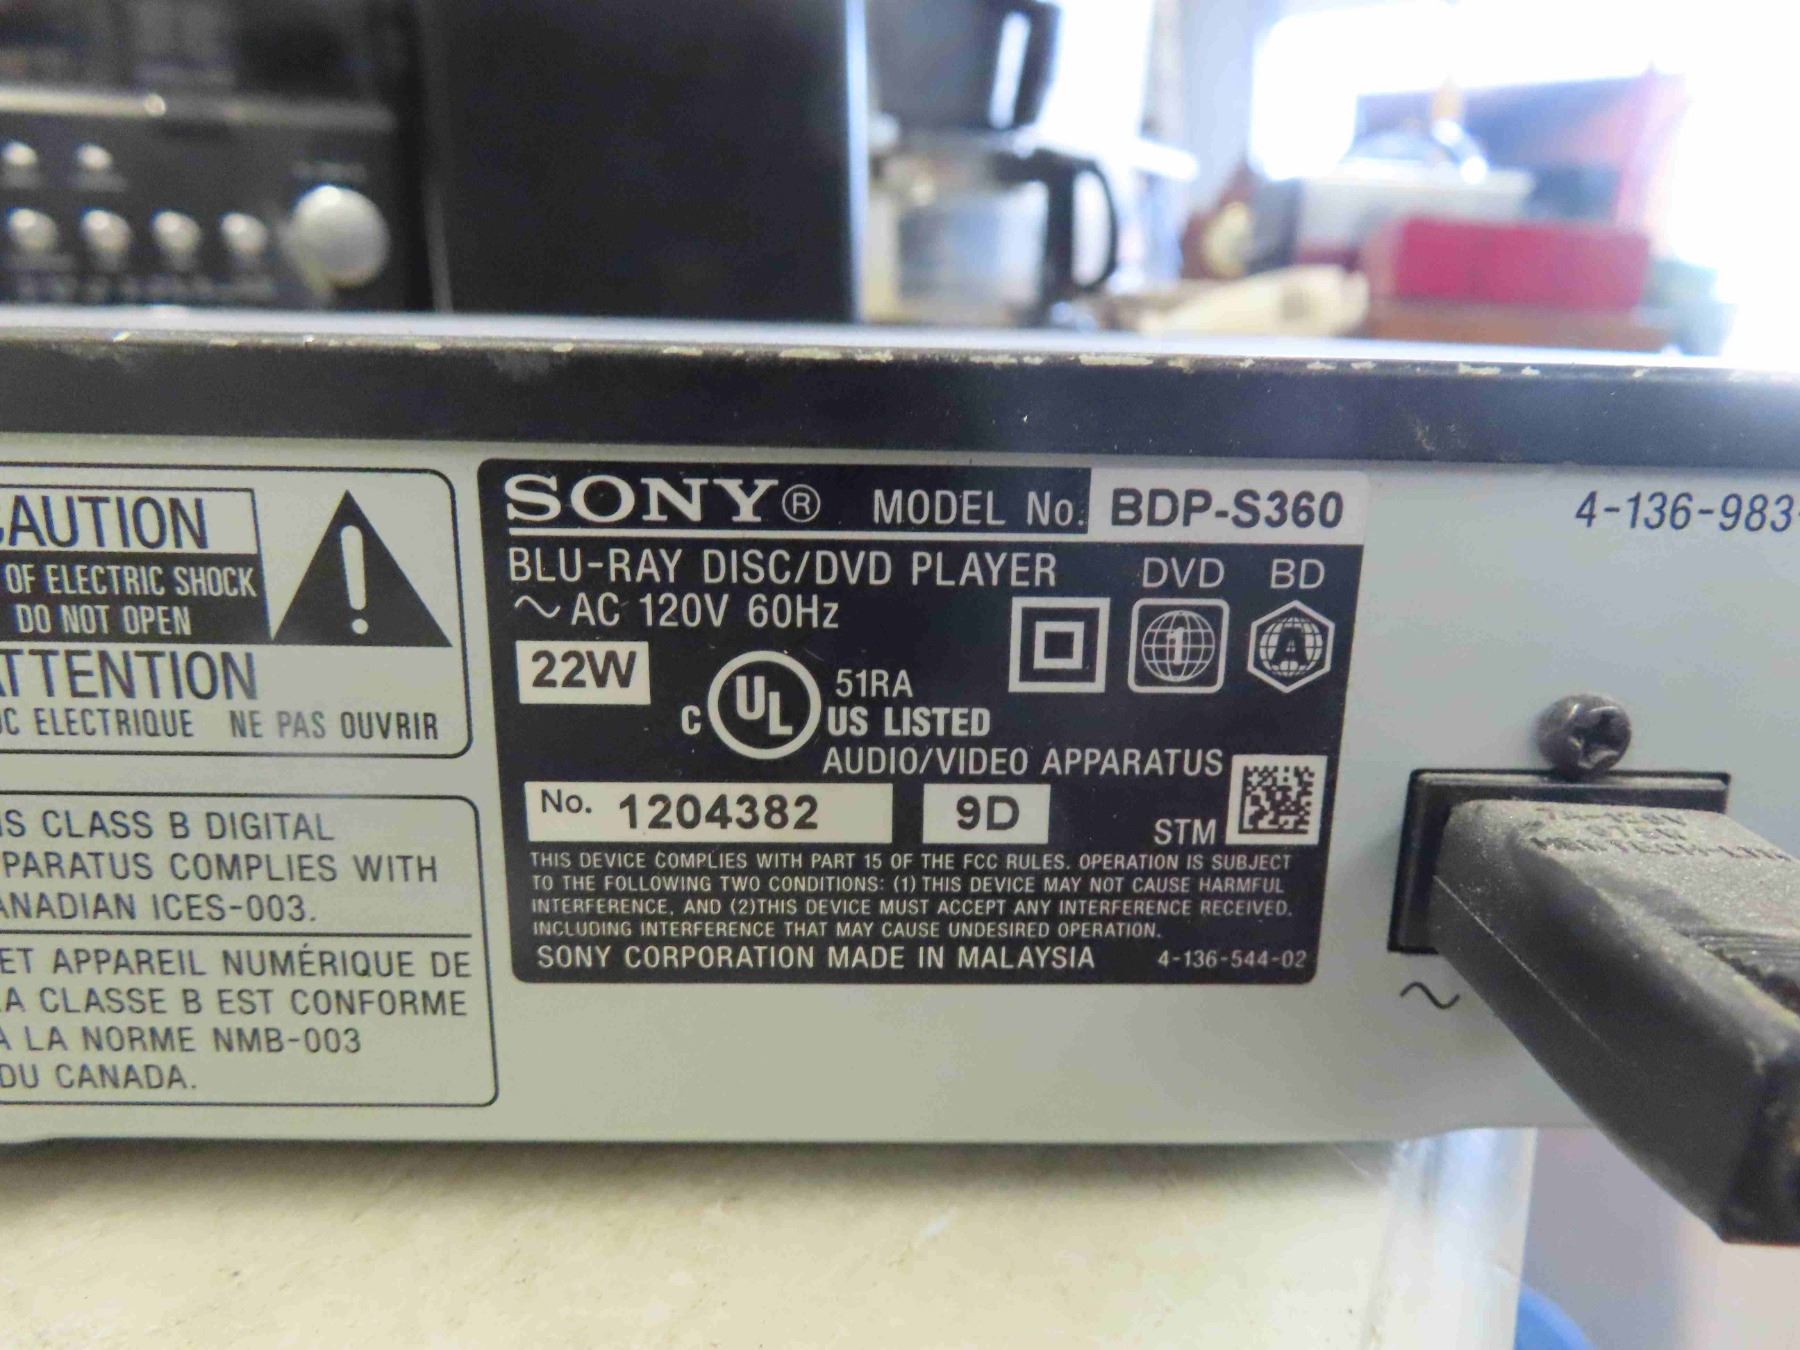 CAUTION
OF ELECTRIC SHOCK
DO NOT OPEN
ATTENTION
ELECTRIQUE NE PAS OUVRIR
CLASS B DIGITAL
COMPLIES WITH
ICES-003.
APPAREIL NUMÉRIQUE DE
CLASSE B EST CONFORME
LA NORME NMB-003
DU CANADA.
SONY® MODEL No. BDP-S360
BLU-RAY DISC/DVD PLAYER DVD BD
~ AC 120V 60Hz
1 A
22W
C UL US LISTED 51RA
AUDIO/VIDEO APPARATUS
No. 1204382 9D STM
THIS DEVICE COMPLIES WITH PART 15 OF THE FCC RULES. OPERATION IS SUBJECT
TO THE FOLLOWING TWO CONDITIONS: (1) THIS DEVICE MAY NOT CAUSE HARMFUL
INTERFERENCE, AND (2)THIS DEVICE MUST ACCEPT ANY INTERFERENCE RECEIVED,
INCLUDING INTERFERENCE THAT MAY CAUSE UNDESIRED OPERATION.
SONY CORPORATION MADE IN MALAYSIA 4-136-544-02
4-136-983-
~